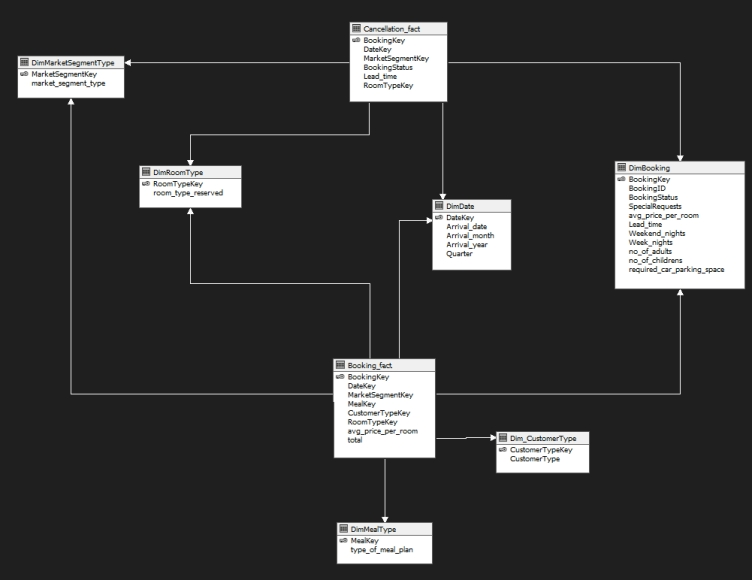 Cancellation_fact
BookingKey
DateKey
MarketSegmentKey
BookingStatus
Lead_time
RoomTypeKey
DimMarketSegmentType
MarketSegmentKey
market_segment_type
DimRoomType
RoomTypeKey
room_type_reserved
DimBooking
BookingKey
BookingID
BookingStatus
SpecialRequests
avg_price_per_room
Lead_time
Weekend_nights
Week_nights
no_of_adults
no_of_childrens
required_car_parking_space
DimDate
DateKey
Arrival_date
Arrival_month
Arrival_year
Quarter
Booking_fact
BookingKey
DateKey
MarketSegmentKey
MealKey
CustomerTypeKey
RoomTypeKey
avg_price_per_room
total
Dim_CustomerType
CustomerTypeKey
CustomerType
DimMealType
MealKey
type_of_meal_plan